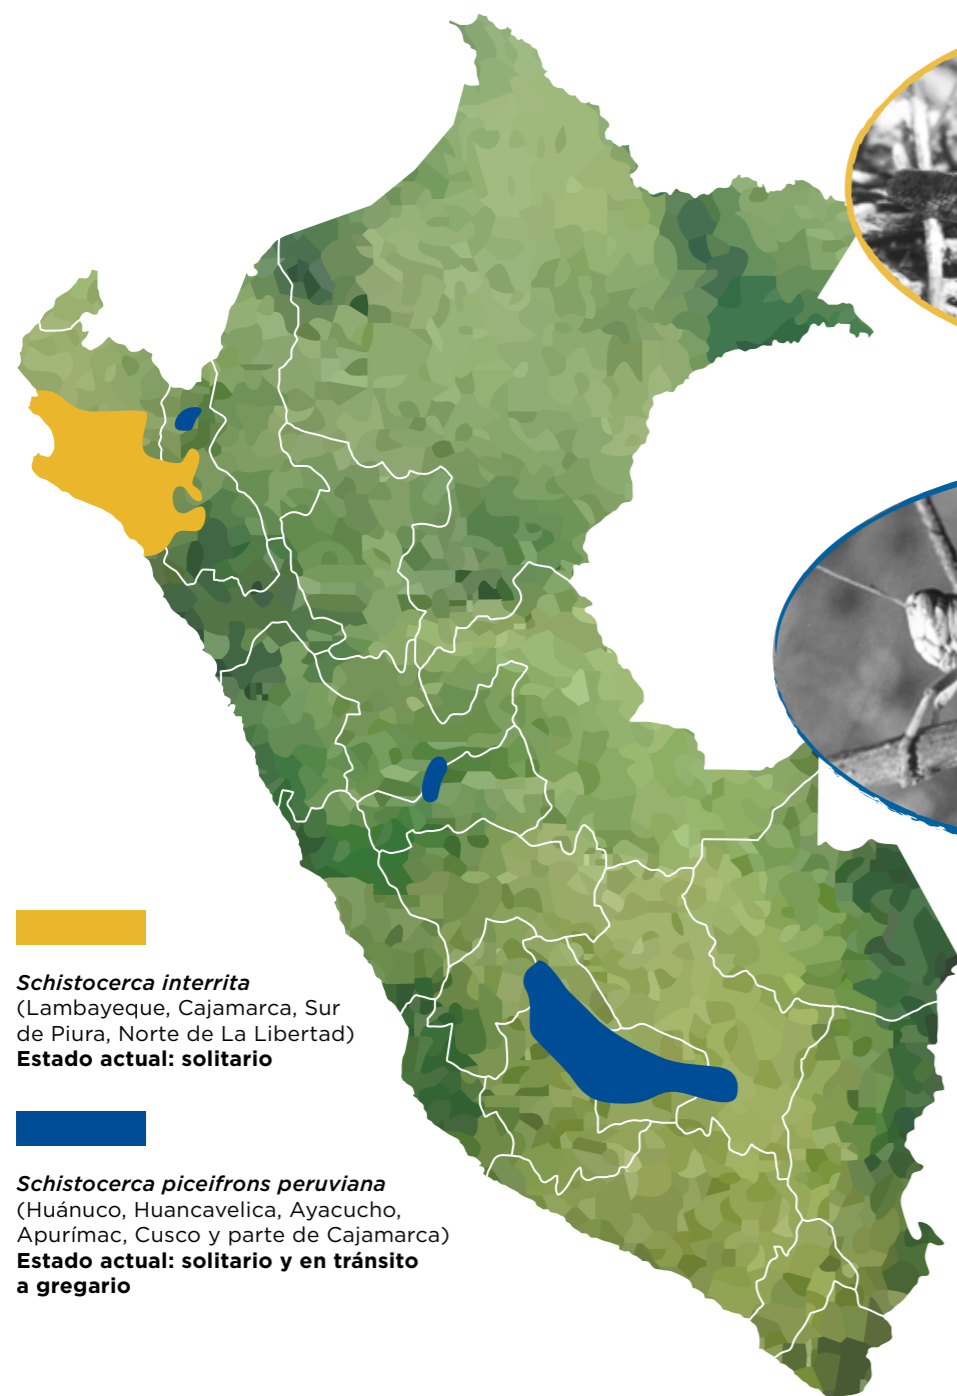 Schistocerca interrita
(Lambayeque, Cajamarca, Sur
de Piura, Norte de La Libertad)
Estado actual: solitario
Schistocerca piceifrons peruviana
(Huánuco, Huancavelica, Ayacucho,
Apurímac, Cusco y parte de Cajamarca)
Estado actual: solitario y en tránsito
a gregario